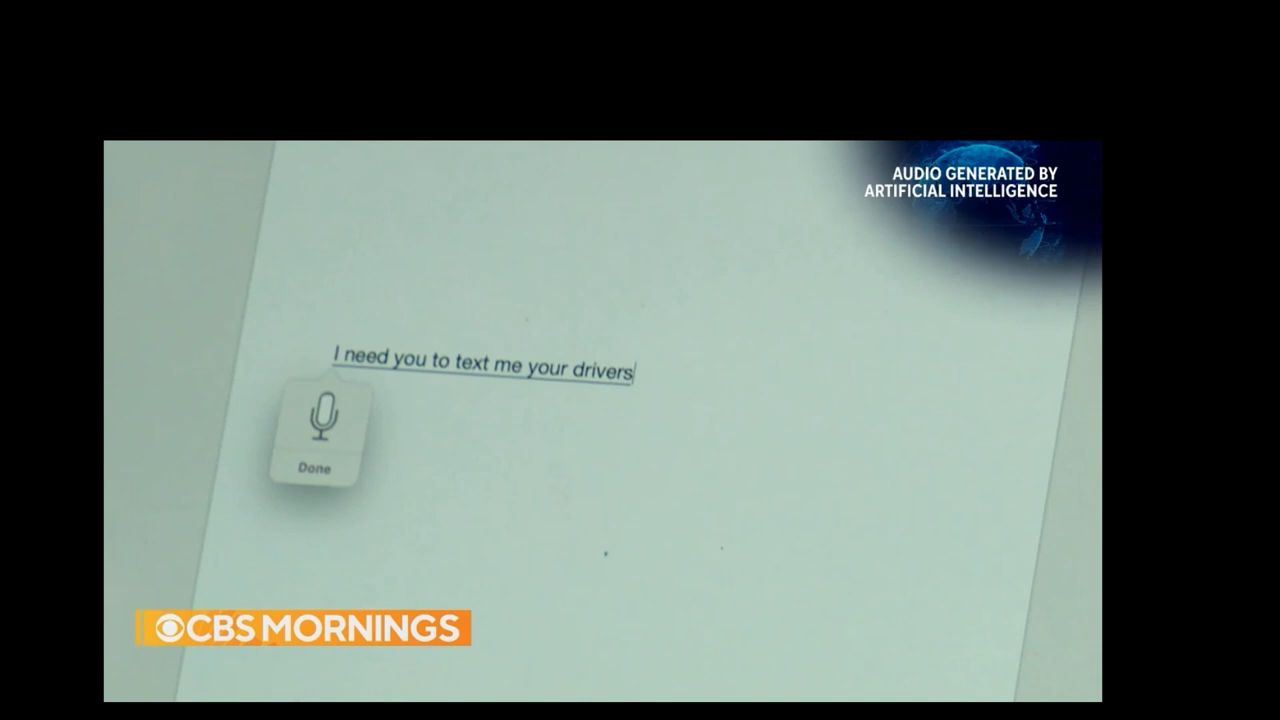 AUDIO GENERATED BY
ARTIFICIAL INTELLIGENCE
I need you to text me your drivers
Done
CBS MORNINGS